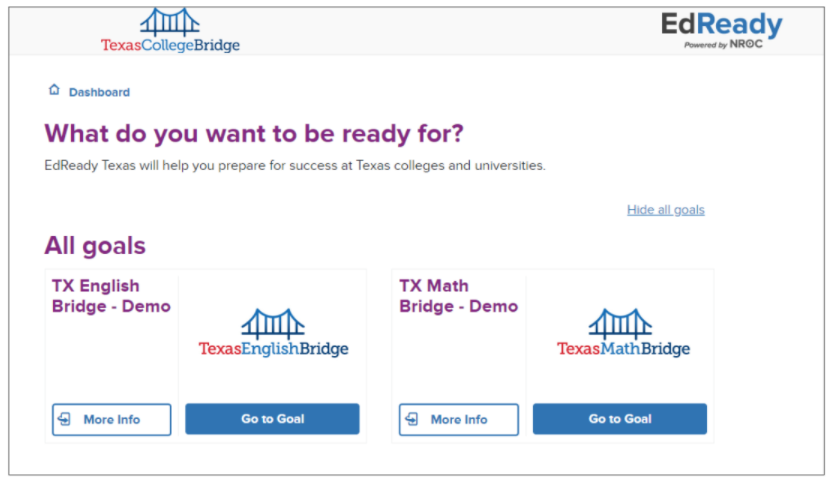 TexasCollegeBridge
EdReady
Powered by NROC
Dashboard
What do you want to be ready for?
EdReady Texas will help you prepare for success at Texas colleges and universities.
Hide all goals
All goals
TX English
Bridge - Demo
TexasEnglishBridge
More Info
Go to Goal
TX Math
Bridge - Demo
TexasMathBridge
More Info
Go to Goal